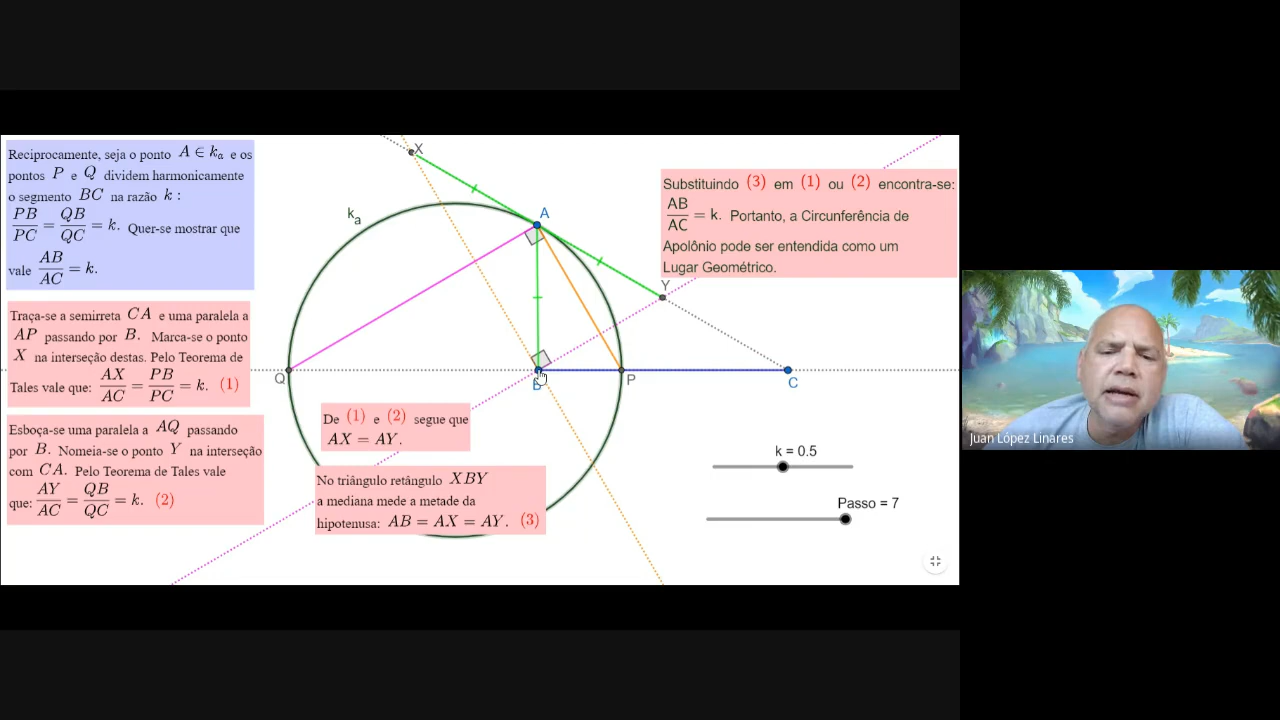 Reciprocamente, seja o ponto A ∈ k_a e os
pontos P e Q dividem harmonicamente
o segmento BC na razão k :
PB/PC = QB/QC = k. Quer-se mostrar que
vale AB/AC = k.
Traça-se a semirreta CA e uma paralela a
AP passando por B. Marca-se o ponto
X na interseção destas. Pelo Teorema de
Tales vale que: AX/AC = PB/PC = k. (1)
Esboça-se uma paralela a AQ passando
por B. Nomeia-se o ponto Y na interseção
com CA. Pelo Teorema de Tales vale
que: AY/AC = QB/QC = k. (2)
De (1) e (2) segue que
AX = AY.
No triângulo retângulo XBY
a mediana mede a metade da
hipotenusa: AB = AX = AY. (3)
Substituindo (3) em (1) ou (2) encontra-se:
AB/AC = k. Portanto, a Circunferência de
Apolônio pode ser entendida como um
Lugar Geométrico.
X
k_a
A
Y
Q
B
P
C
k = 0.5
Passo = 7
Juan López Linares